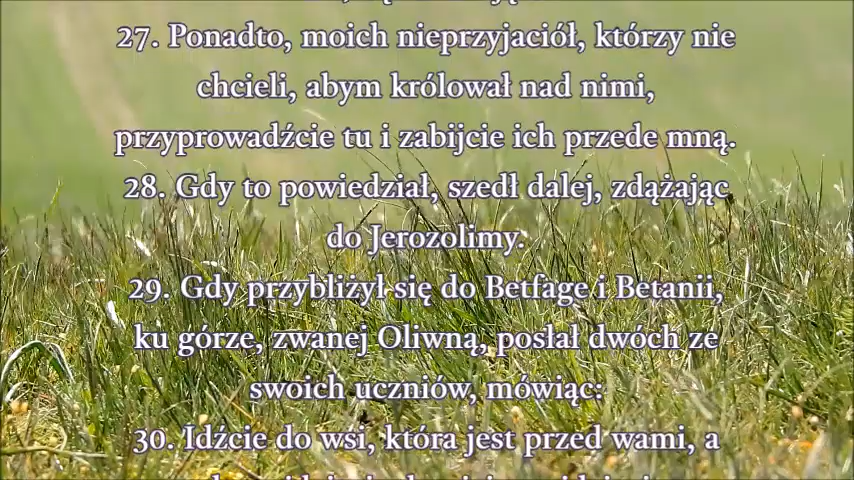 27. Ponadto, moich nieprzyjaciół, którzy nie
chcieli, abym królował nad nimi,
przyprowadźcie tu i zabijcie ich przede mną.
28. Gdy to powiedział, szedł dalej, zdążając
do Jerozolimy.
29. Gdy przybliżył się do Betfage i Betanii,
ku górze, zwanej Oliwną, posłał dwóch ze
swoich uczniów, mówiąc:
30. Idźcie do wsi, która jest przed wami, a